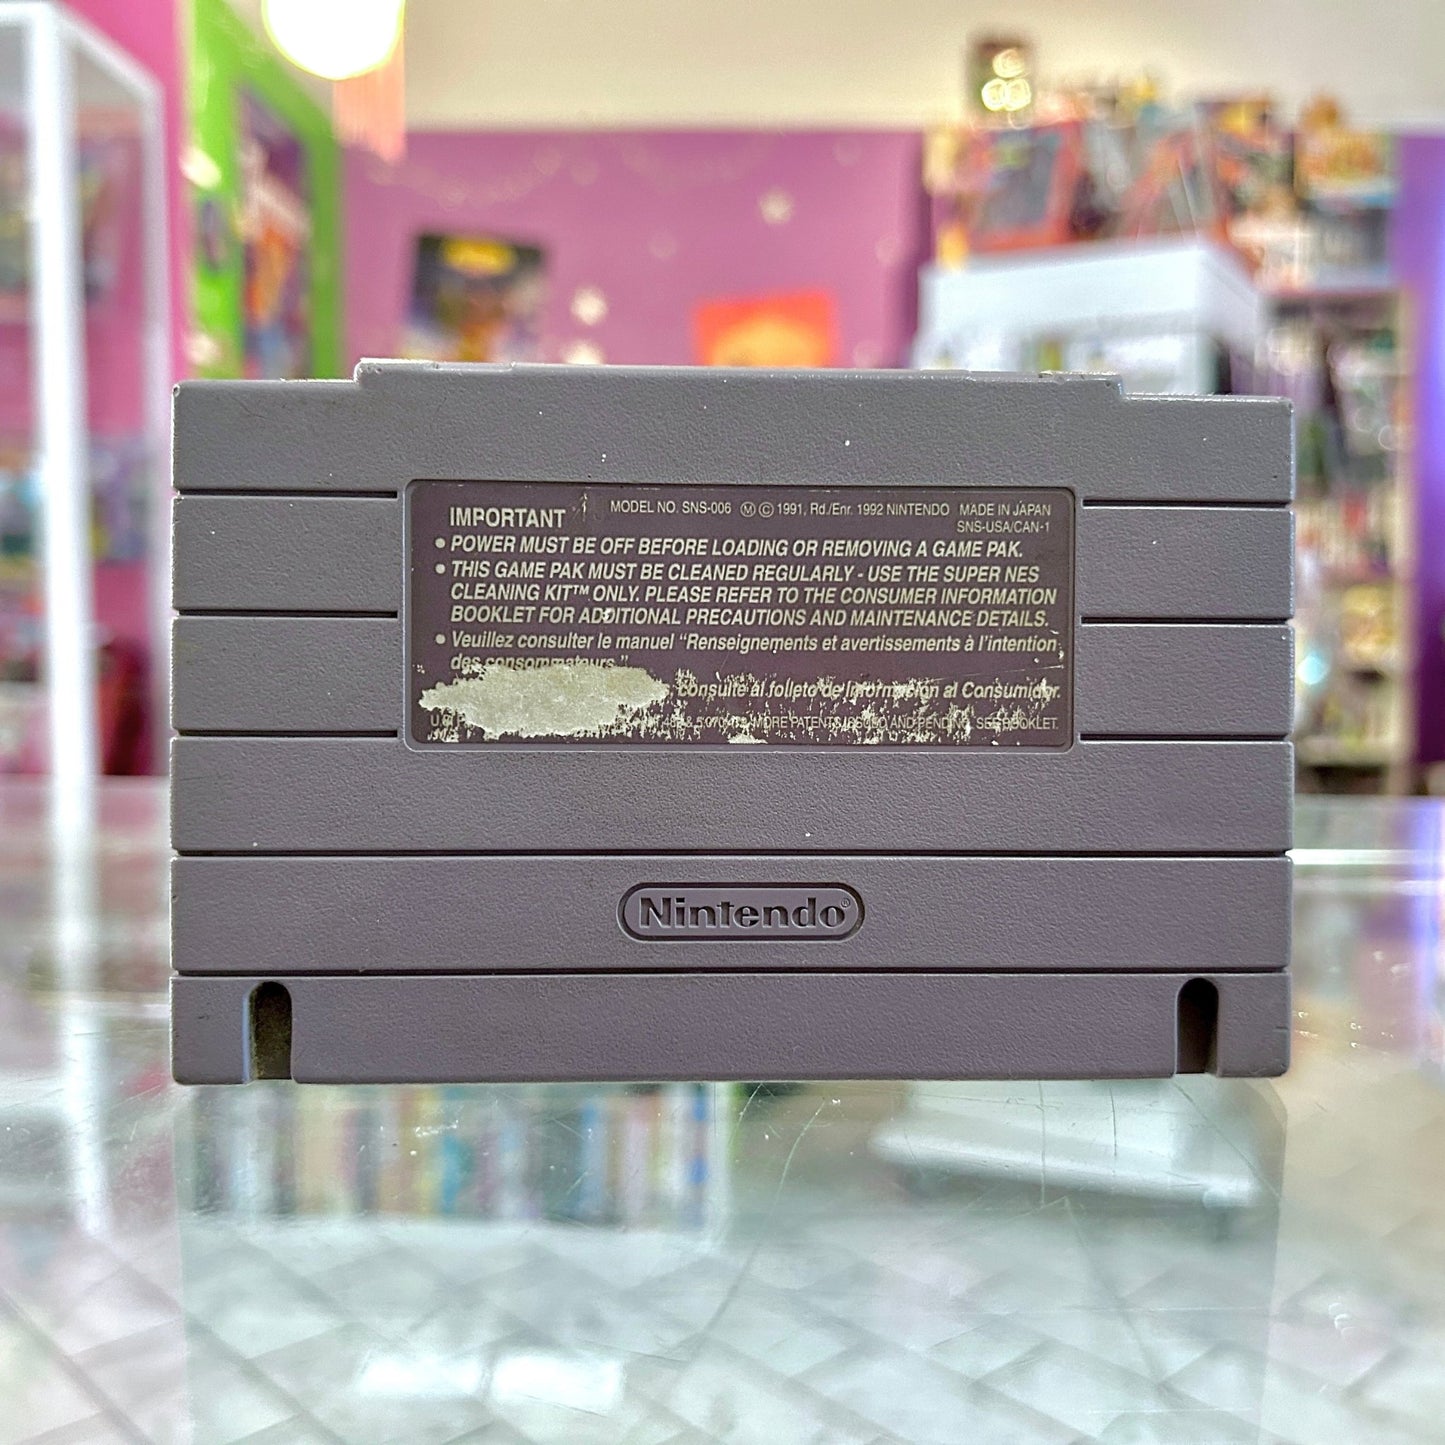 IMPORTANT MODEL NO. SNS-006 Ⓜ © 1991, Rd./Enr. 1992 NINTENDO MADE IN JAPAN
SNS-USA/CAN-1
● POWER MUST BE OFF BEFORE LOADING OR REMOVING A GAME PAK.
● THIS GAME PAK MUST BE CLEANED REGULARLY - USE THE SUPER NES
CLEANING KIT™ ONLY. PLEASE REFER TO THE CONSUMER INFORMATION
BOOKLET FOR ADDITIONAL PRECAUTIONS AND MAINTENANCE DETAILS.
● Veuillez consulter le manuel "Renseignements et avertissements à l'intention
des consommateurs."
, consulte al folleto de Información al Consumidor.
MORE PATENTS ISSUED AND PENDING. SEE BOOKLET
Nintendo®